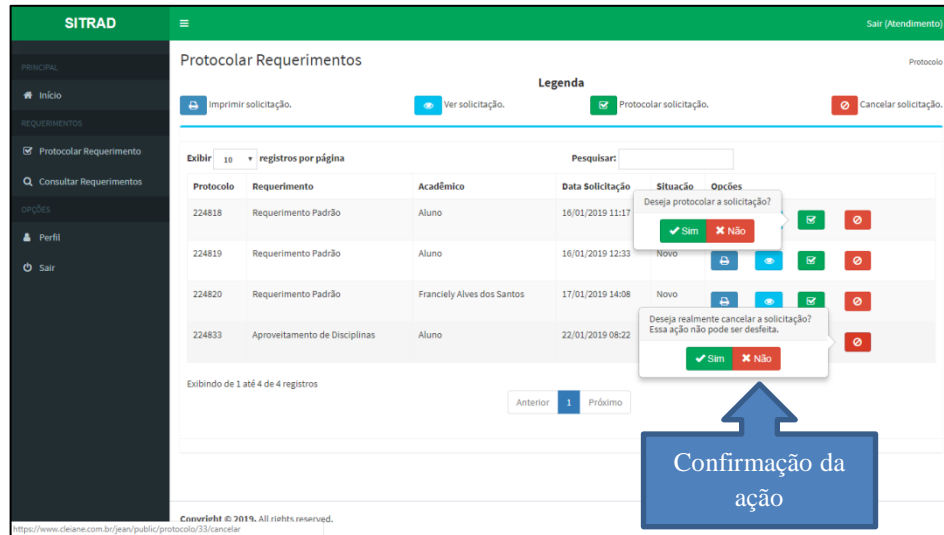 SITRAD
Sair (Atendimento)
PRINCIPAL
Início
REQUERIMENTOS
Protocolar Requerimento
Consultar Requerimentos
OPÇÕES
Perfil
Sair
Protocolar Requerimentos
Protocolo
Legenda
Imprimir solicitação. Ver solicitação. Protocolar solicitação. Cancelar solicitação.
Exibir 10 registros por página Pesquisar:
Protocolo Requerimento Acadêmico Data Solicitação Situação Opções
Deseja protocolar a solicitação?
Sim Não
224818 Requerimento Padrão Aluno 16/01/2019 11:17
224819 Requerimento Padrão Aluno 16/01/2019 12:33 Novo
224820 Requerimento Padrão Franciely Alves dos Santos 17/01/2019 14:08 Novo
Deseja realmente cancelar a solicitação?
Essa ação não pode ser desfeita.
Sim Não
224833 Aproveitamento de Disciplinas Aluno 22/01/2019 08:22
Exibindo de 1 até 4 de 4 registros
Anterior 1 Próximo
Confirmação da
ação
Copyright © 2019. All rights reserved.
https://www.cleiane.com.br/jean/public/protocolo/33/cancelar